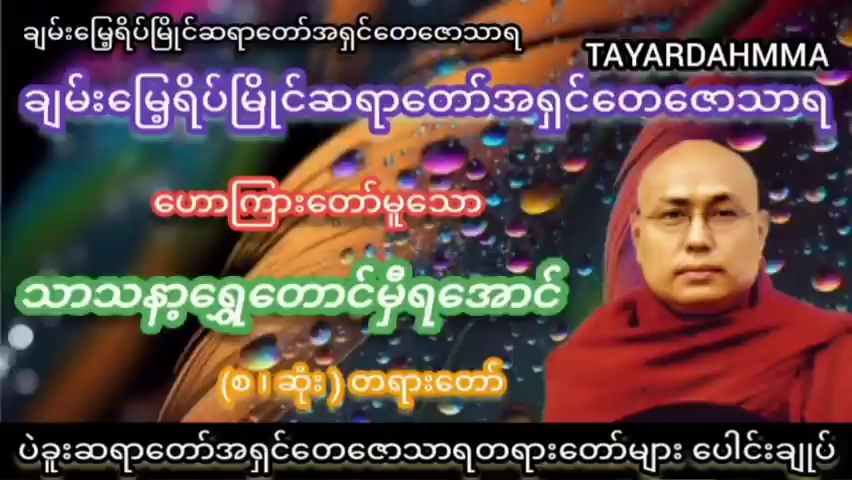 ချမ်းမြေ့ရိပ်မြိုင်ဆရာတော်အရှင်တေဇောသာရ
TAYARDAHMMA
ချမ်းမြေ့ရိပ်မြိုင်ဆရာတော်အရှင်တေဇောသာရ
ဟောကြားတော်မူသော
သာသနာ့ရွှေတောင်မှီရအောင်
(စ ၊ ဆုံး ) တရားတော်
ပဲခူးဆရာတော်အရှင်တေဇောသာရတရားတော်များ ပေါင်းချုပ်